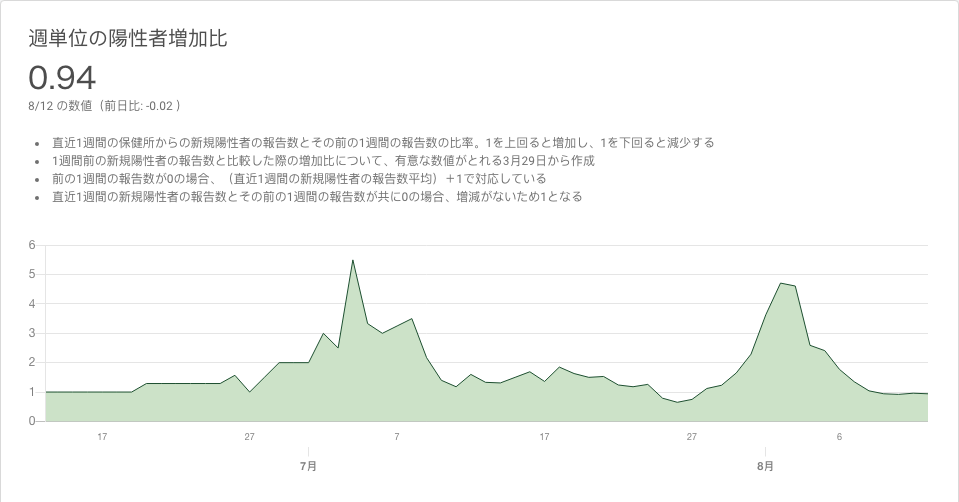 週単位の陽性者増加比
0.94
8/12 の数値（前日比: -0.02 ）
• 直近1週間の保健所からの新規陽性者の報告数とその前の1週間の報告数の比率。1を上回ると増加し、1を下回ると減少する
• 1週間前の新規陽性者の報告数と比較した際の増加比について、有意な数値がとれる3月29日から作成
• 前の1週間の報告数が0の場合、（直近1週間の新規陽性者の報告数平均）＋1で対応している
• 直近1週間の新規陽性者の報告数とその前の1週間の報告数が共に0の場合、増減がないため1となる
6
5
4
3
2
1
0
17 27 7 17 27 6
7月 8月